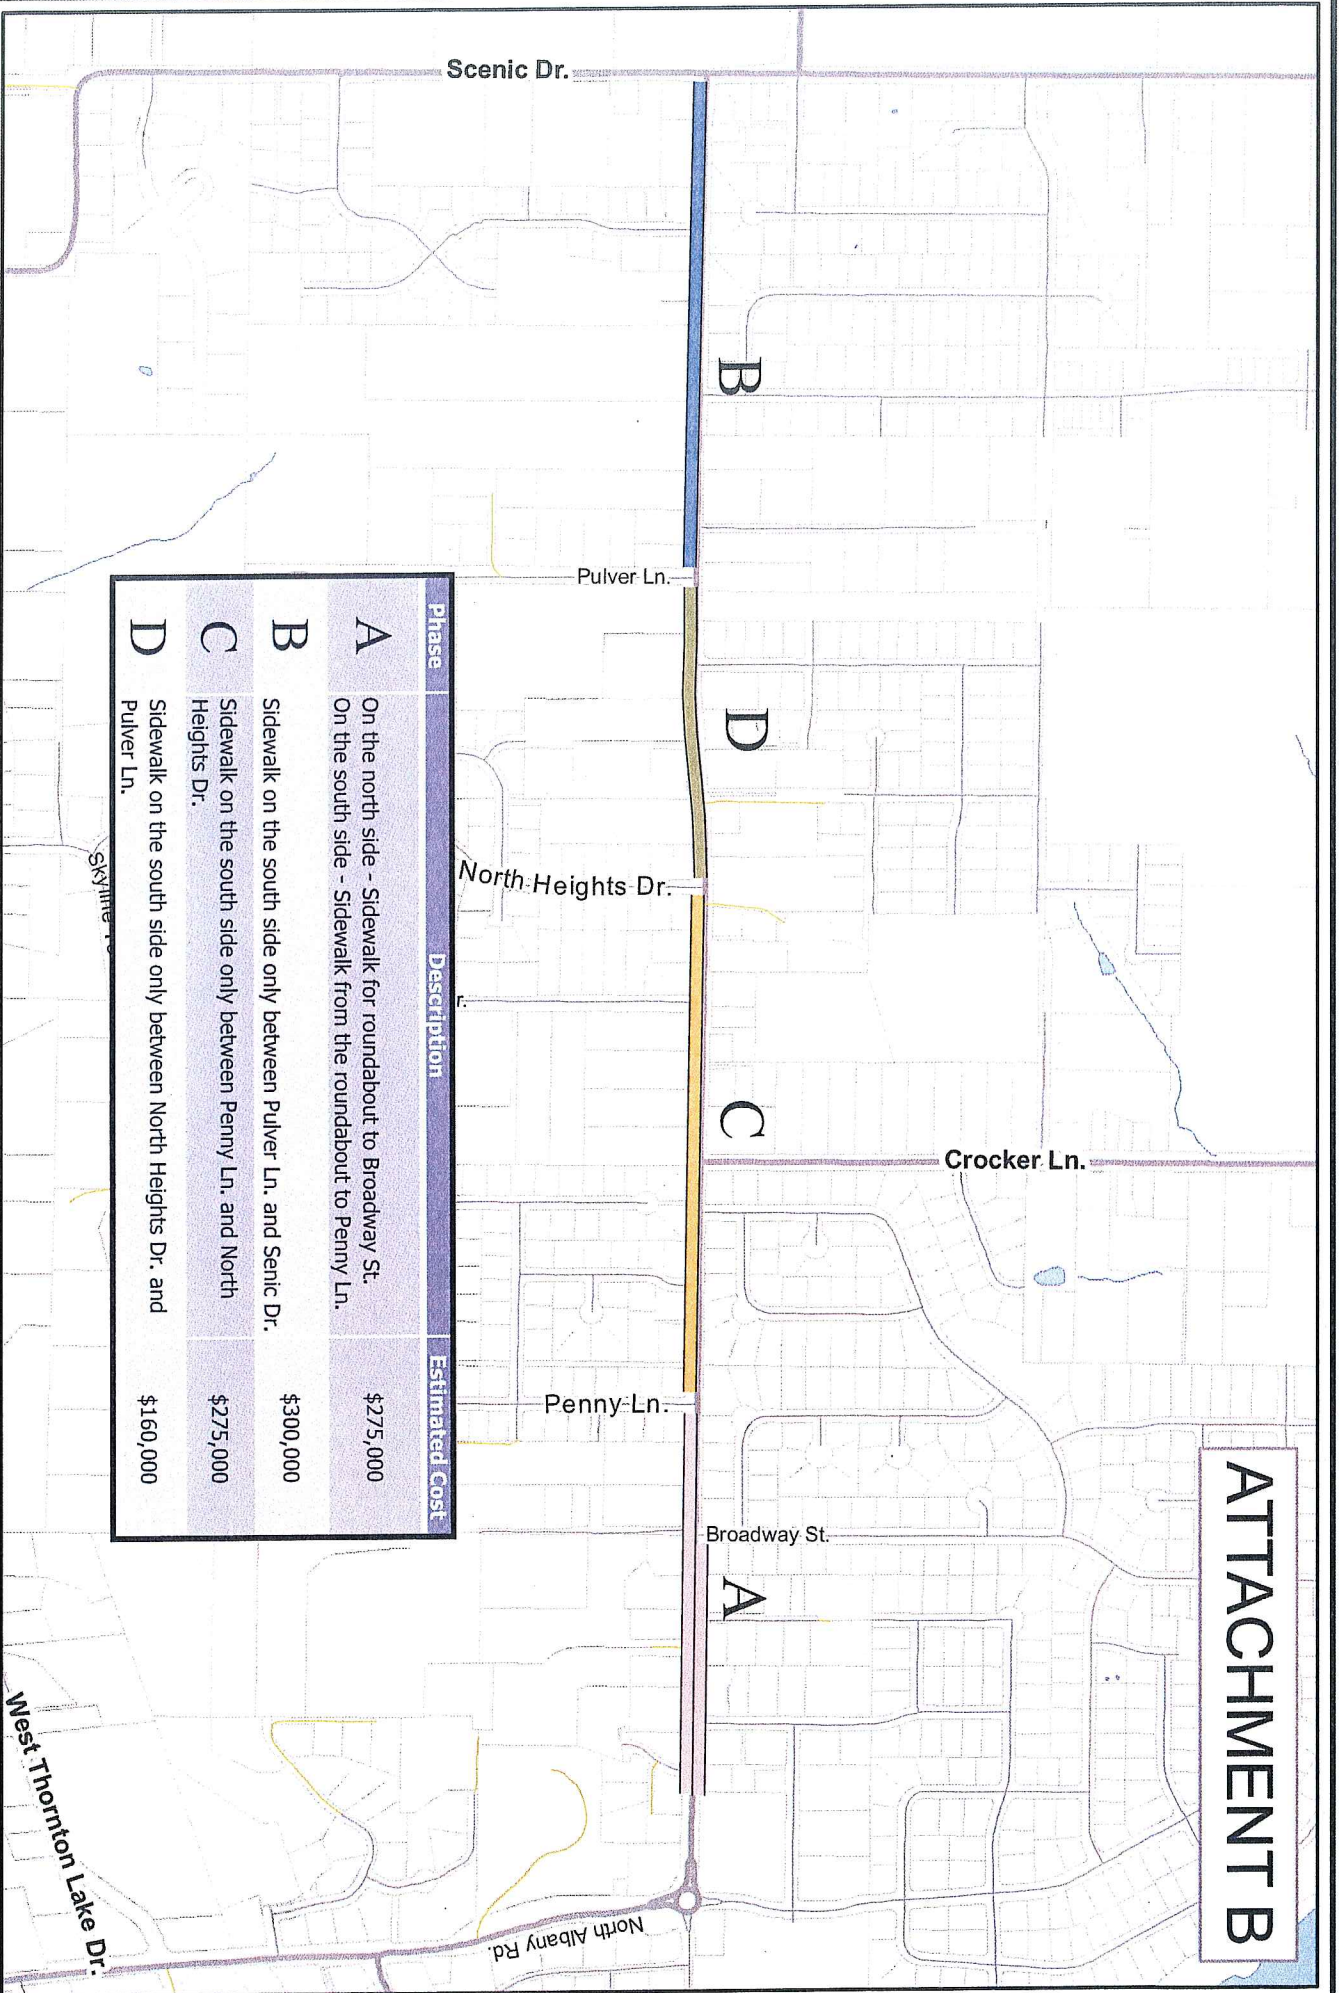 ATTACHMENT B
Scenic Dr.
B
Pulver Ln.
D
North Heights Dr.
r.
C
Crocker Ln.
Penny Ln.
Broadway St.
A
North Albany Rd.
West Thornton Lake Dr.
Phase Description Estimated Cost
A On the north side - Sidewalk for roundabout to Broadway St.
On the south side - Sidewalk from the roundabout to Penny Ln. $275,000
B Sidewalk on the south side only between Pulver Ln. and Senic Dr. $300,000
C Sidewalk on the south side only between Penny Ln. and North
Heights Dr. $275,000
D Sidewalk on the south side only between North Heights Dr. and
Pulver Ln. $160,000